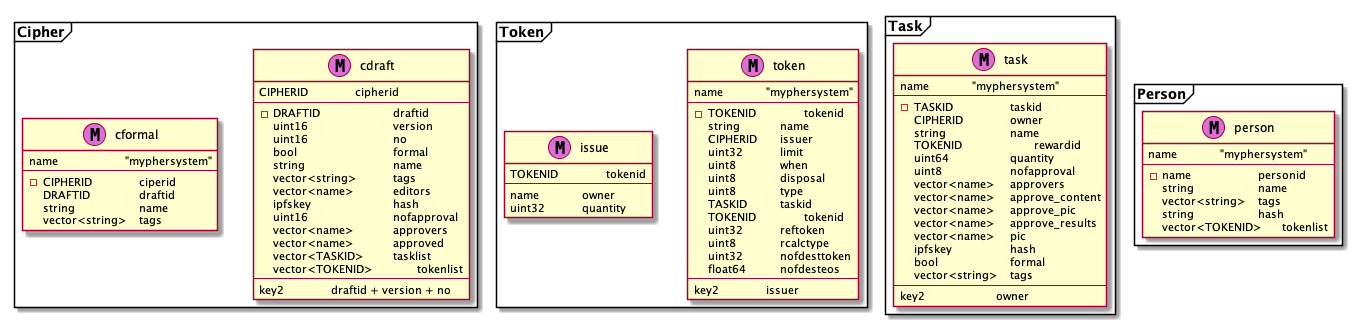 Cipher
M cformal
name "myphersystem"
CIPHERID ciperid
DRAFTID draftid
string name
vector<string> tags
M cdraft
CIPHERID cipherid
DRAFTID draftid
uint16 version
uint16 no
bool formal
string name
vector<string> tags
vector<name> editors
ipfskey hash
uint16 nofapproval
vector<name> approvers
vector<name> approved
vector<TASKID> tasklist
vector<TOKENID> tokenlist
key2 draftid + version + no
Token
M issue
TOKENID tokenid
name owner
uint32 quantity
M token
name "myphersystem"
TOKENID tokenid
string name
CIPHERID issuer
uint32 limit
uint8 when
uint8 disposal
uint8 type
TASKID taskid
TOKENID tokenid
uint32 reftoken
uint8 rcalctype
uint32 nofdesttoken
float64 nofdesteos
key2 issuer
Task
M task
name "myphersystem"
TASKID taskid
CIPHERID owner
string name
TOKENID rewardid
uint64 quantity
uint8 nofapproval
vector<name> approvers
vector<name> approve_content
vector<name> approve_pic
vector<name> approve_results
vector<name> pic
ipfskey hash
bool formal
vector<string> tags
key2 owner
Person
M person
name "myphersystem"
name personid
string name
vector<string> tags
string hash
vector<TOKENID> tokenlist